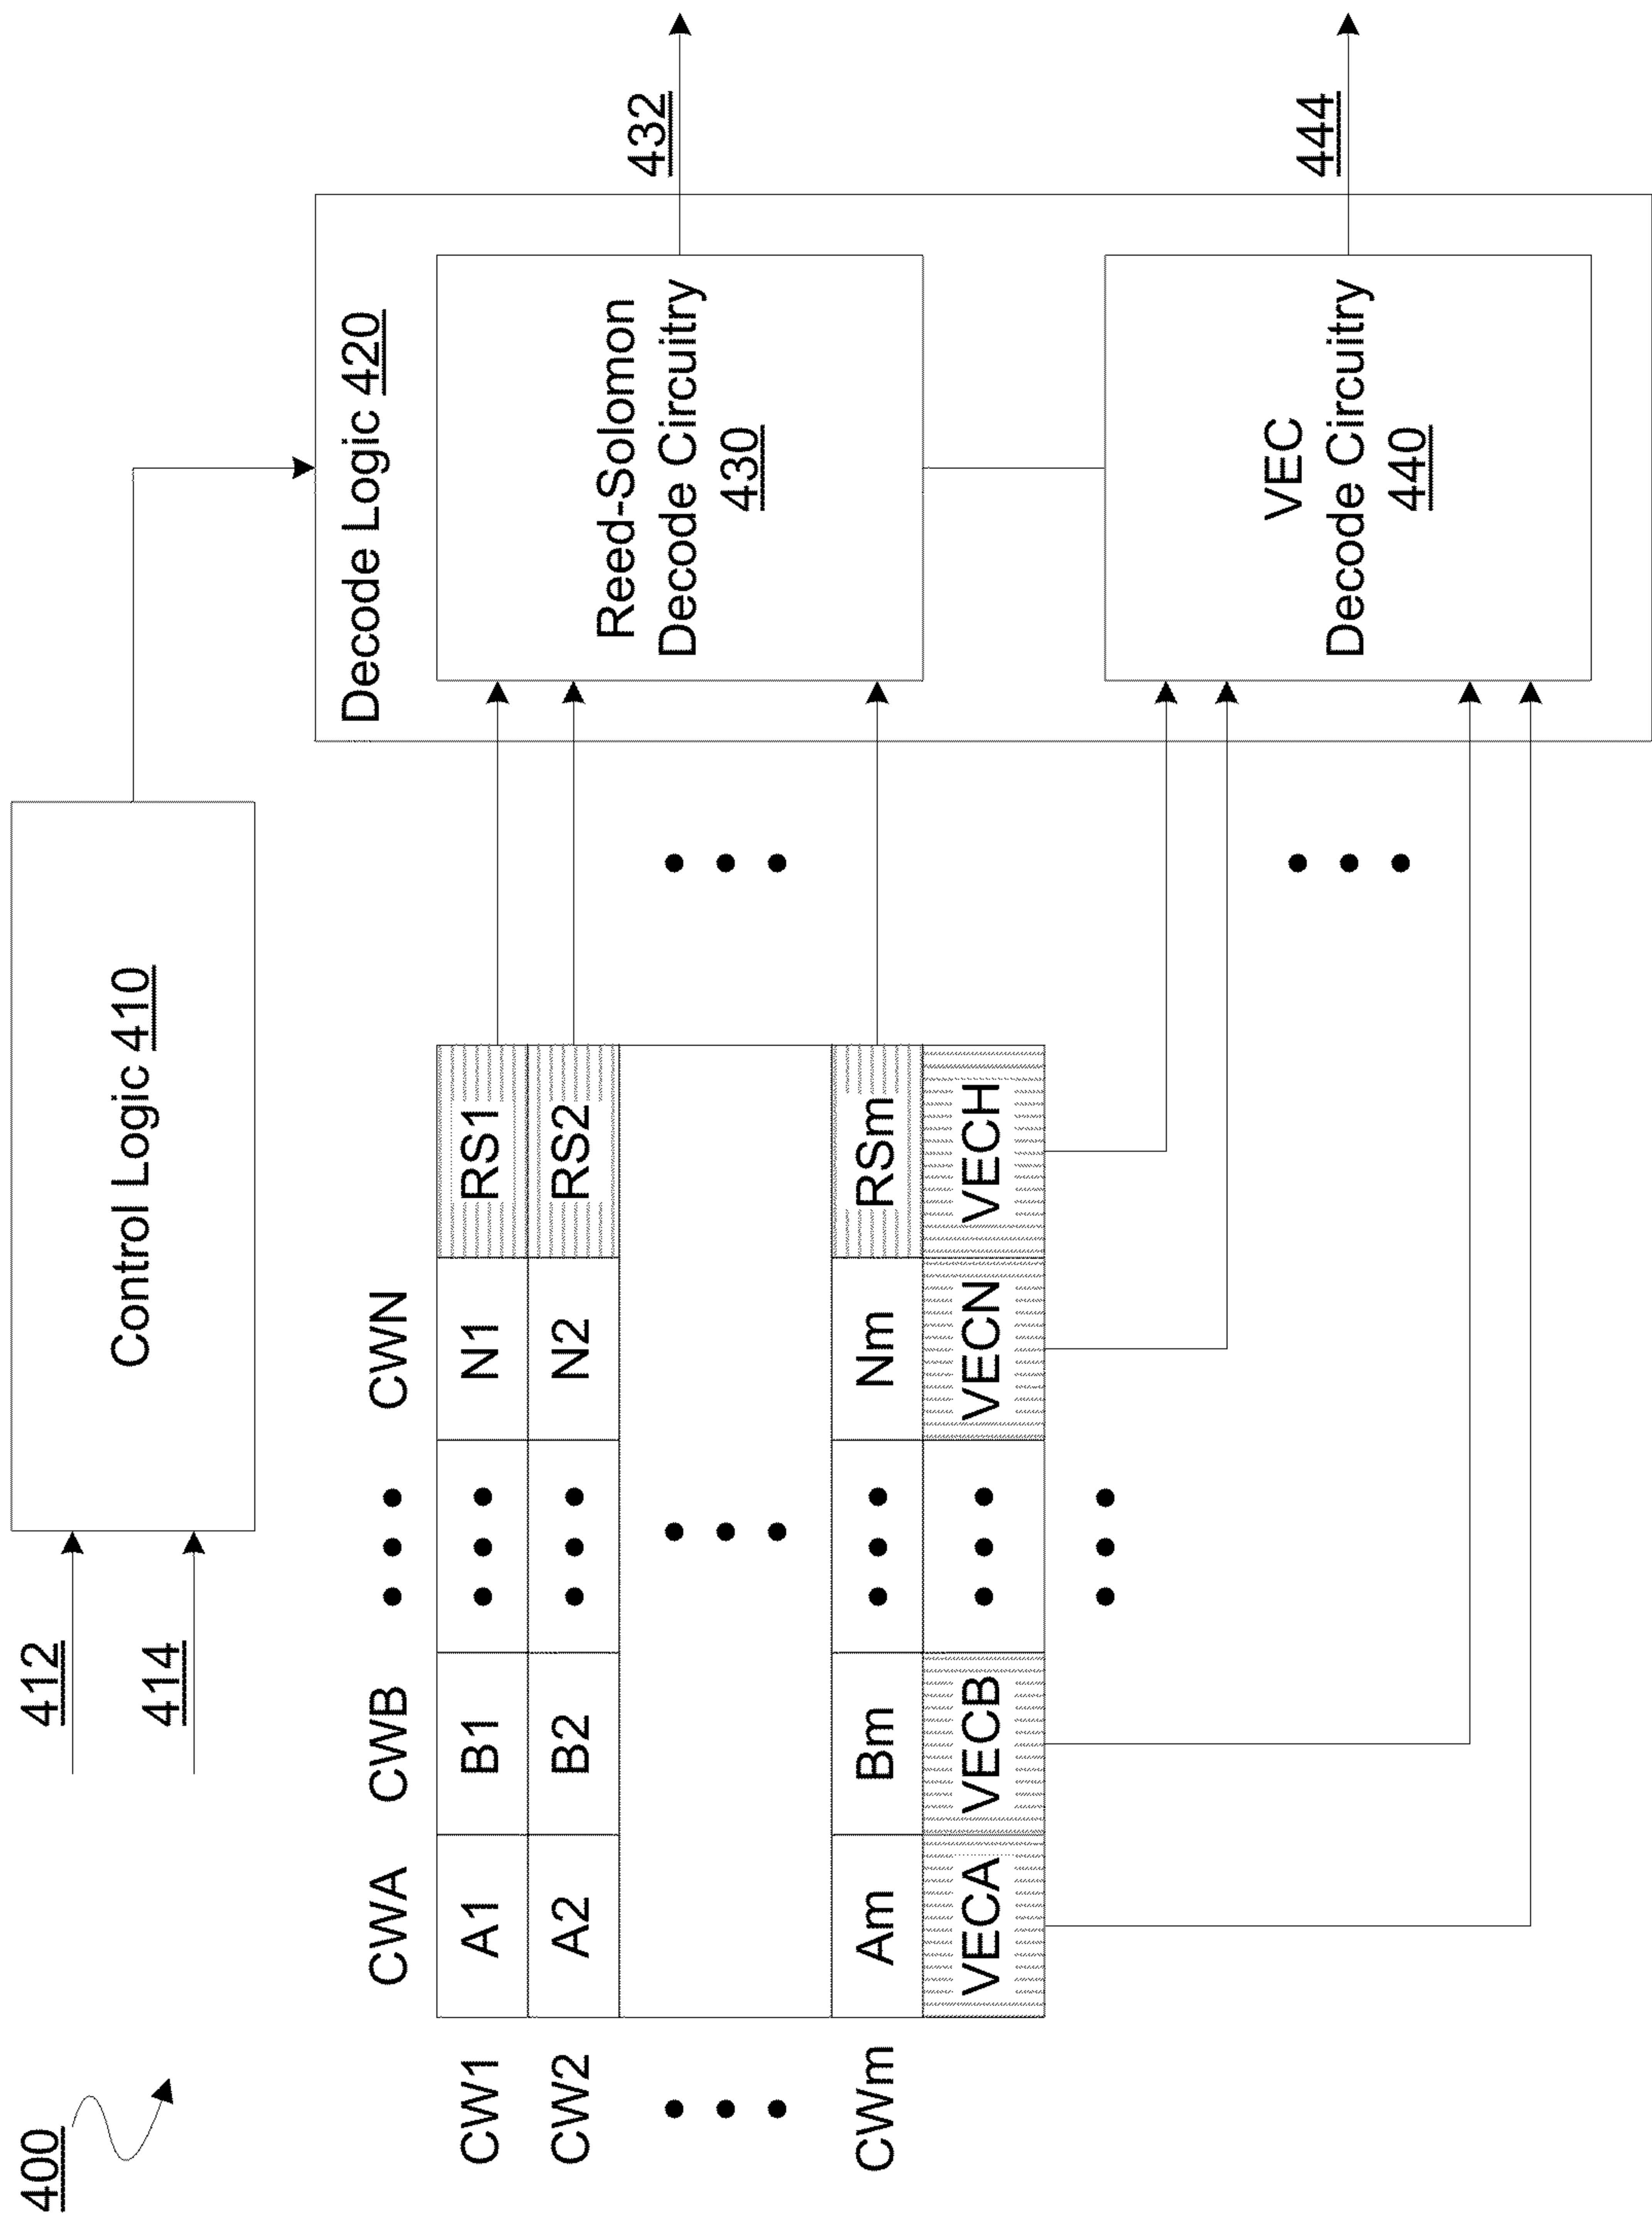 400
412
414
Control Logic 410
CWA CWB CWN
CW1 A1 B1 N1 RS1
CW2 A2 B2 N2 RS2
CWm Am Bm Nm RSm
VECA VECB VECN VECH
Decode Logic 420
Reed-Solomon
Decode Circuitry
430
432
VEC
Decode Circuitry
440
444